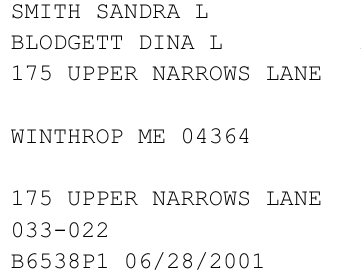 SMITH SANDRA L
BLODGETT DINA L
175 UPPER NARROWS LANE
WINTHROP ME 04364
175 UPPER NARROWS LANE
033-022
B6538P1 06/28/2001